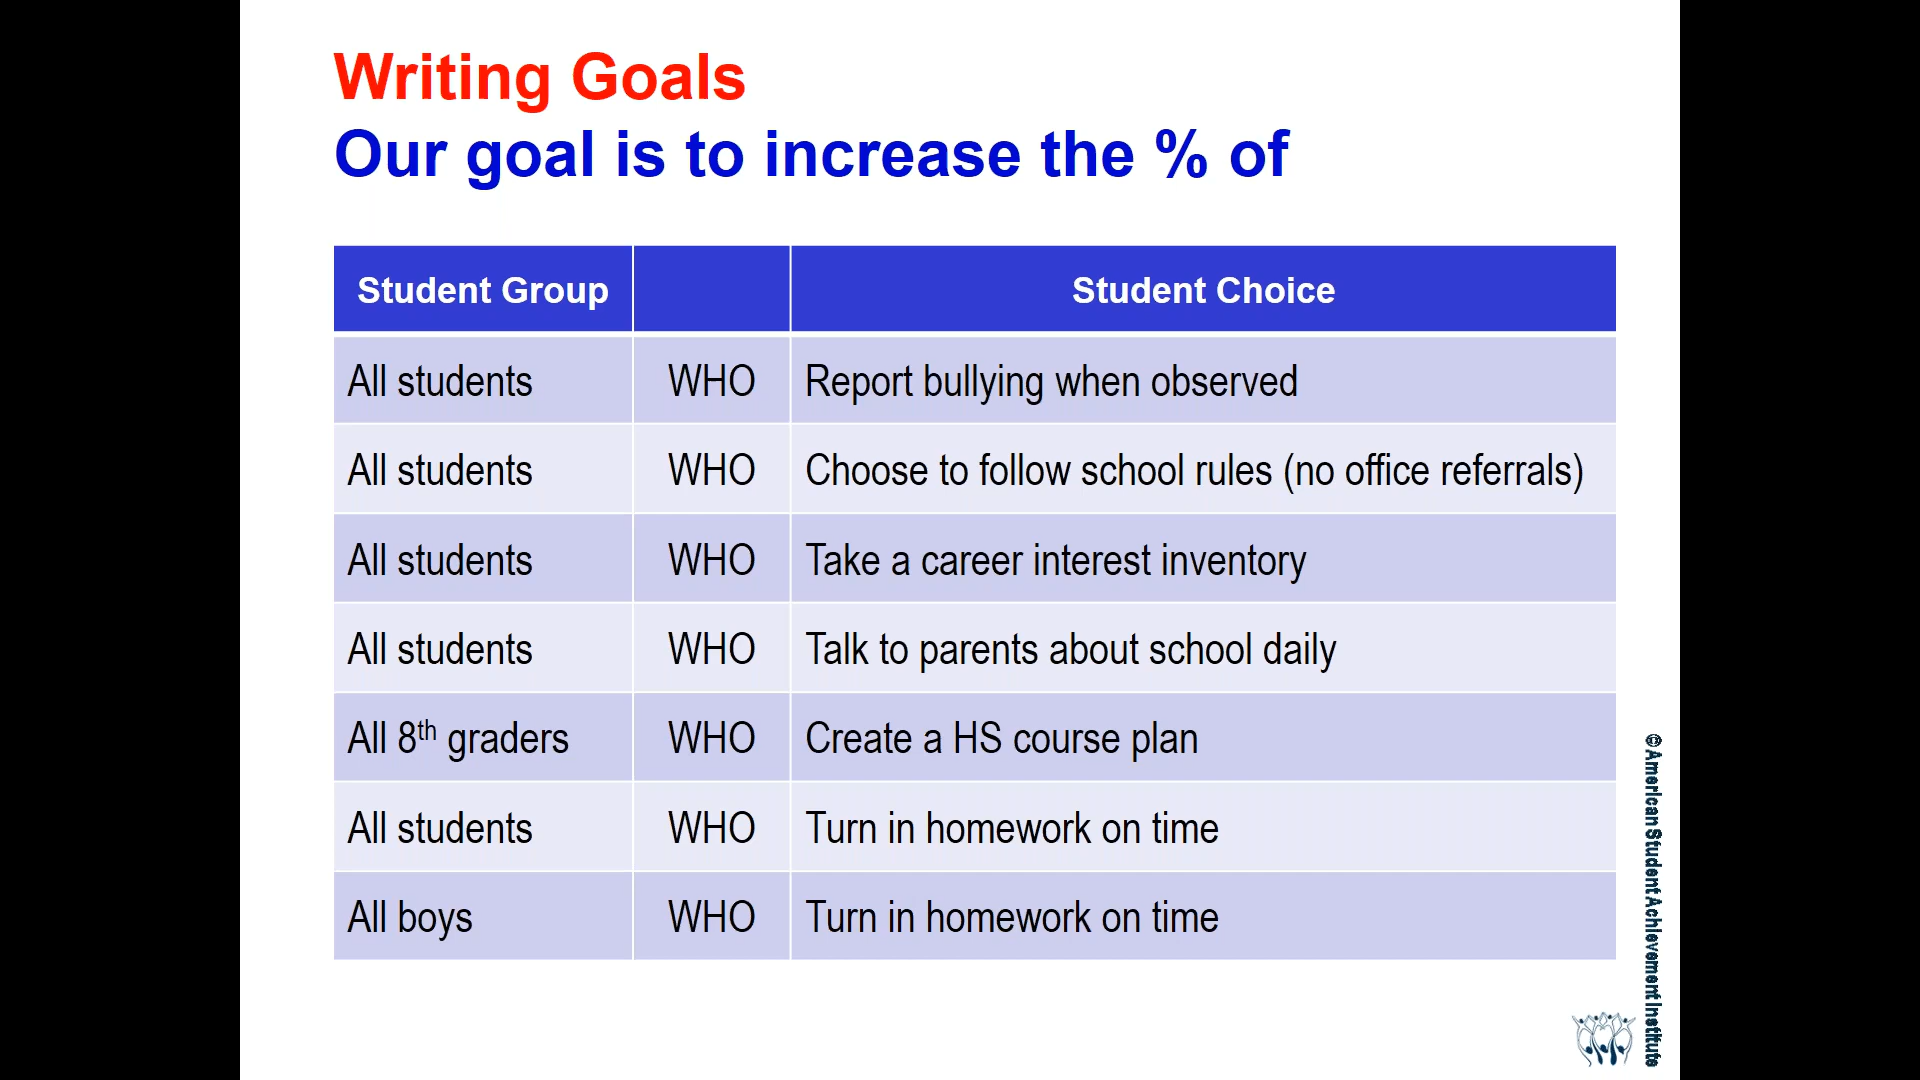 Writing Goals
Our goal is to increase the % of
Student Group Student Choice
All students WHO Report bullying when observed
All students WHO Choose to follow school rules (no office referrals)
All students WHO Take a career interest inventory
All students WHO Talk to parents about school daily
All 8th graders WHO Create a HS course plan
All students WHO Turn in homework on time
All boys WHO Turn in homework on time
© American Student Achievement Institute